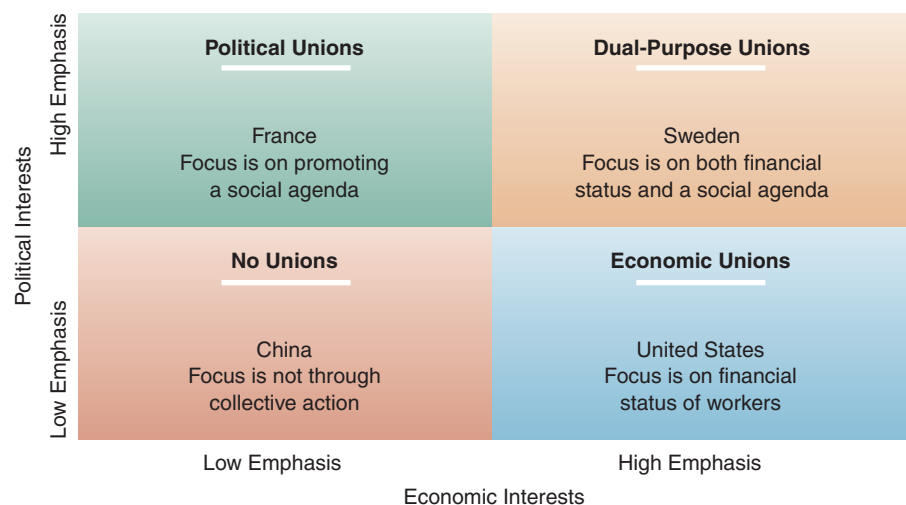 Political Interests
High Emphasis
Low Emphasis
Political Unions
France
Focus is on promoting
a social agenda
Dual-Purpose Unions
Sweden
Focus is on both financial
status and a social agenda
No Unions
China
Focus is not through
collective action
Economic Unions
United States
Focus is on financial
status of workers
Low Emphasis
High Emphasis
Economic Interests